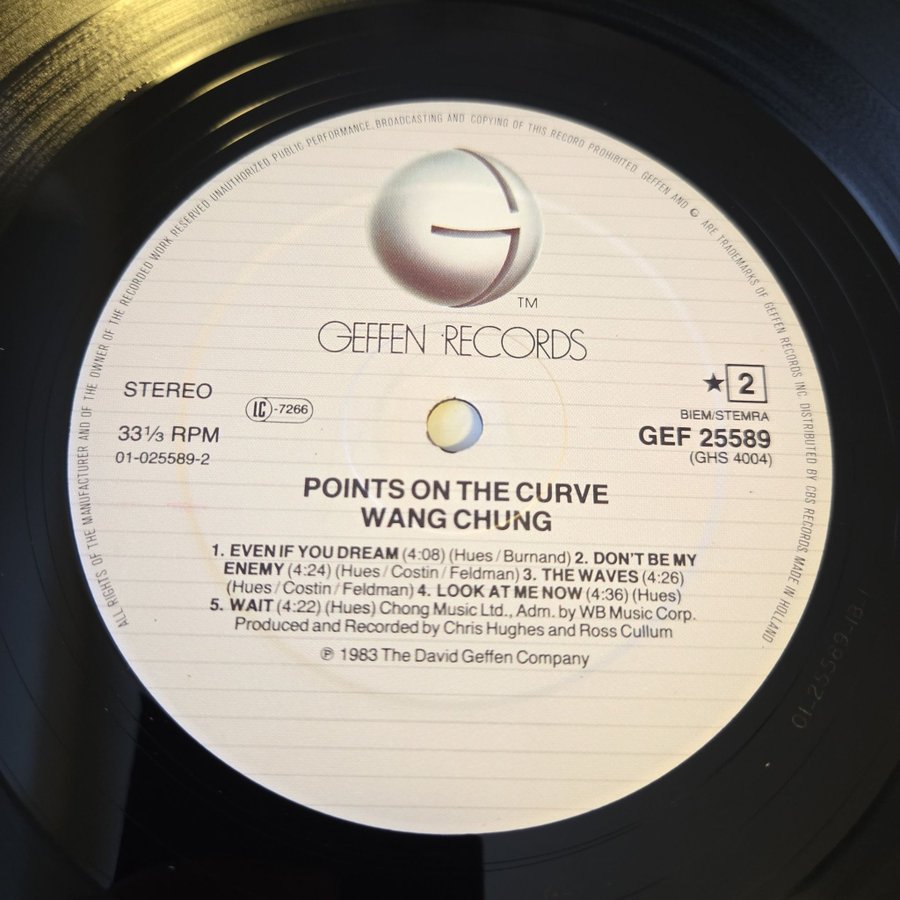 ALL RIGHTS OF THE MANUFACTURER AND OF THE OWNER OF THE RECORDED WORK RESERVED UNAUTHORIZED PUBLIC PERFORMANCE, BROADCASTING AND COPYING OF THIS RECORD PROHIBITED. GEFFEN AND G ARE TRADEMARKS OF GEFFEN RECORDS INC. DISTRIBUTED BY CBS RECORDS. MADE IN HOLLAND
TM
GEFFEN RECORDS
STEREO
LC-7266
33⅓ RPM
01-025589-2
★2
BIEM/STEMRA
GEF 25589
(GHS 4004)
POINTS ON THE CURVE
WANG CHUNG
1. EVEN IF YOU DREAM (4:08) (Hues / Burnand) 2. DON'T BE MY
ENEMY (4:24) (Hues / Costin / Feldman) 3. THE WAVES (4:26)
(Hues / Costin / Feldman) 4. LOOK AT ME NOW (4:36) (Hues)
5. WAIT (4:22) (Hues) Chong Music Ltd., Adm. by WB Music Corp.
Produced and Recorded by Chris Hughes and Ross Cullum
℗ 1983 The David Geffen Company
01-25589-1B-1